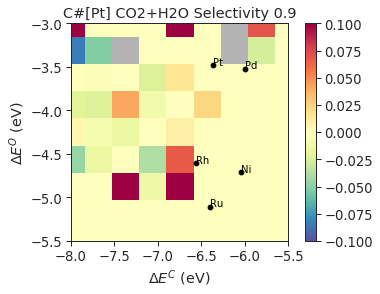 C#[Pt] CO2+H2O Selectivity 0.9
−3.0
−3.5
−4.0
−4.5
−5.0
−5.5
ΔE^O (eV)
Pt
Pd
Rh
Ni
Ru
−8.0 −7.5 −7.0 −6.5 −6.0 −5.5
ΔE^C (eV)
0.100
0.075
0.050
0.025
0.000
−0.025
−0.050
−0.075
−0.100